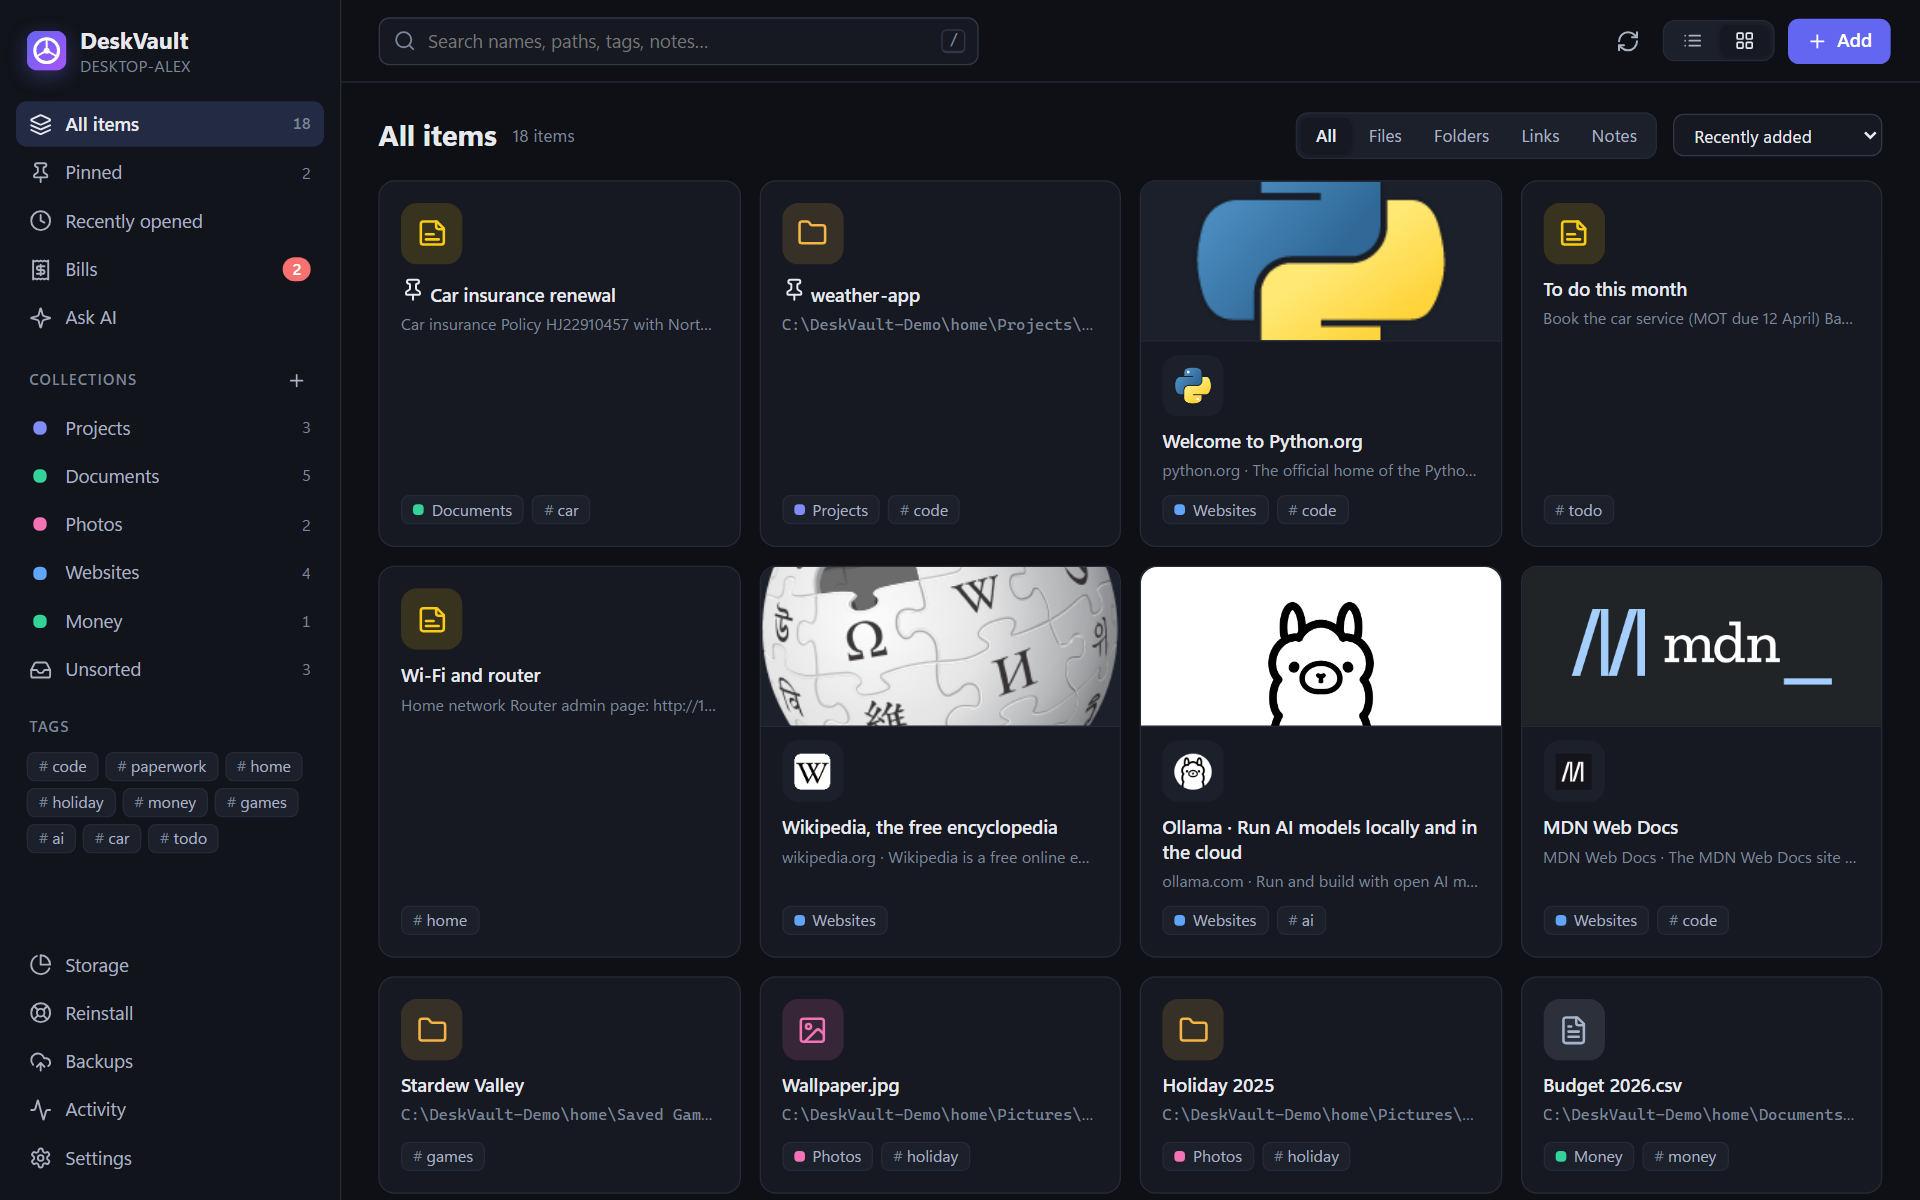 DeskVault
DESKTOP-ALEX
All items 18
Pinned 2
Recently opened
Bills 2
Ask AI
COLLECTIONS
Projects 3
Documents 5
Photos 2
Websites 4
Money 1
Unsorted 3
TAGS
# code # paperwork # home
# holiday # money # games
# ai # car # todo
Storage
Reinstall
Backups
Activity
Settings
Search names, paths, tags, notes... /
Add
All items 18 items
All Files Folders Links Notes Recently added
Car insurance renewal
Car insurance Policy HJ22910457 with Nort...
Documents # car
weather-app
C:\DeskVault-Demo\home\Projects\...
Projects # code
Welcome to Python.org
python.org · The official home of the Pytho...
Websites # code
To do this month
Book the car service (MOT due 12 April) Ba...
# todo
Wi-Fi and router
Home network Router admin page: http://1...
# home
Ω W И 維
W
Wikipedia, the free encyclopedia
wikipedia.org · Wikipedia is a free online e...
Websites
Ollama · Run AI models locally and in
the cloud
ollama.com · Run and build with open AI m...
Websites # ai
mdn_
MDN Web Docs
MDN Web Docs · The MDN Web Docs site ...
Websites # code
Stardew Valley
C:\DeskVault-Demo\home\Saved Gam...
# games
Wallpaper.jpg
C:\DeskVault-Demo\home\Pictures\...
Photos # holiday
Holiday 2025
C:\DeskVault-Demo\home\Pictures\...
Photos # holiday
Budget 2026.csv
C:\DeskVault-Demo\home\Documents...
Money # money